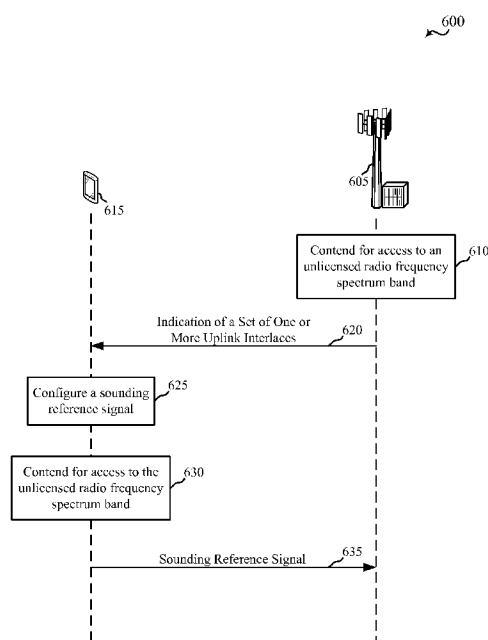 600
605
615
Contend for access to an
unlicensed radio frequency
spectrum band
610
Indication of a Set of One or
More Uplink Interlaces
620
Configure a sounding
reference signal
625
Contend for access to the
unlicensed radio frequency
spectrum band
630
Sounding Reference Signal
635